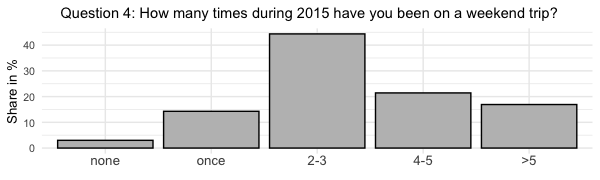 Question 4: How many times during 2015 have you been on a weekend trip?
Share in %
40
30
20
10
0
none once 2-3 4-5 >5